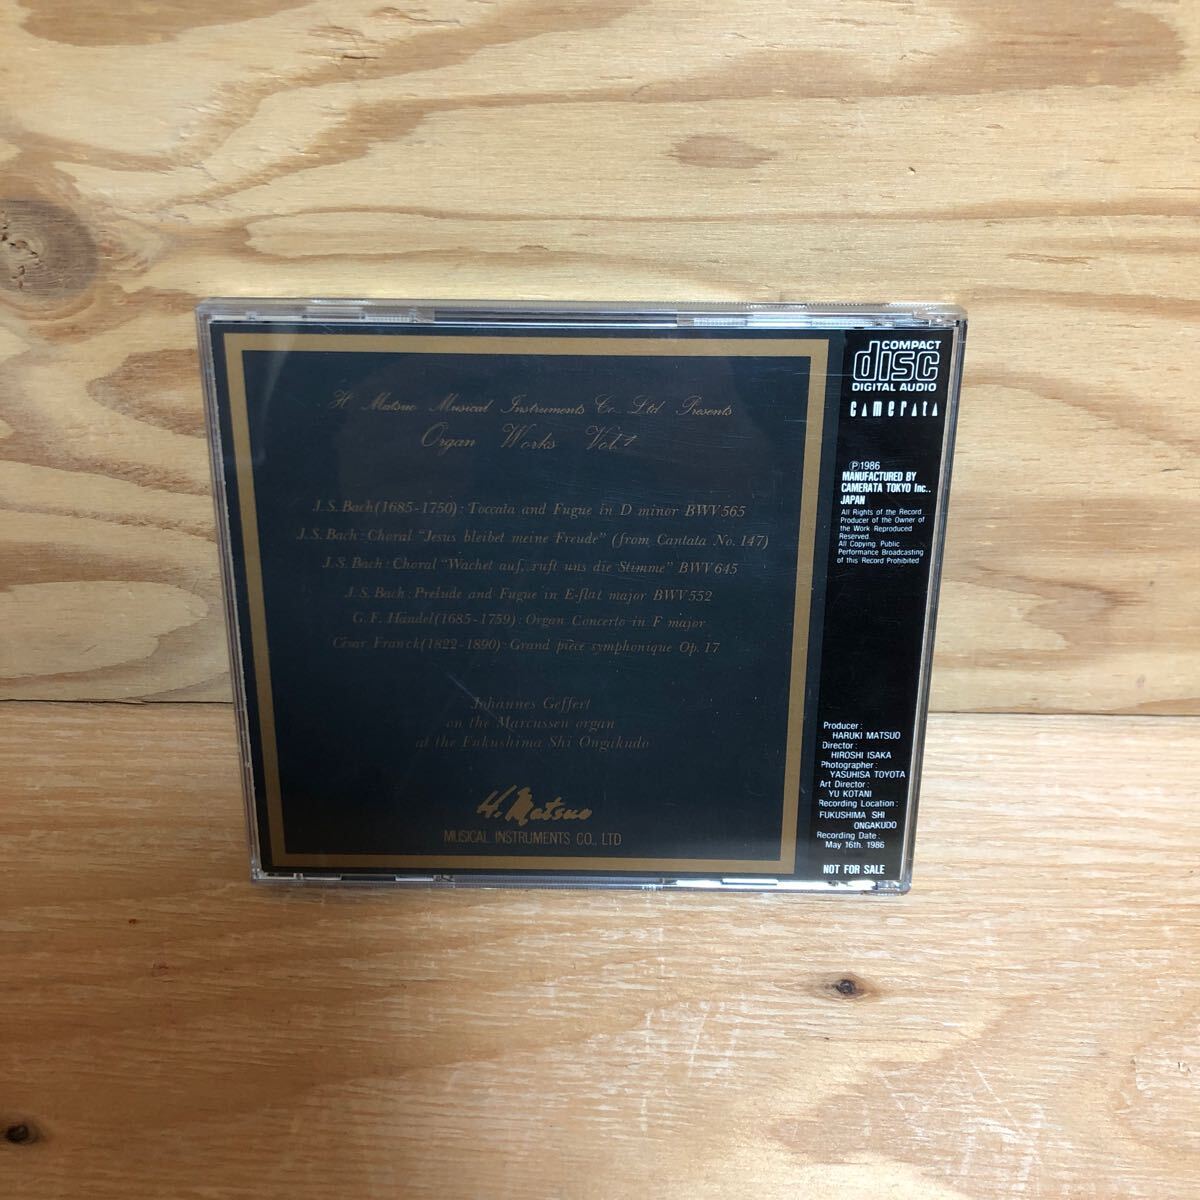 H Matsuo Musical Instruments Co., Ltd Presents
Organ Works Vol.1
J.S.Bach(1685-1750): Toccata and Fugue in D minor BWV565
J.S.Bach: Choral "Jesus bleibet meine Freude" (from Cantata No. 147)
J.S.Bach: Choral "Wachet auf, ruft uns die Stimme" BWV645
J.S.Bach: Prelude and Fugue in E-flat major BWV552
G.F.Händel(1685-1759): Organ Concerto in F major
César Franck(1822-1890): Grand pièce symphonique Op.17
Johannes Geffert
on the Marcussen organ
at the Fukushima Shi Ongikudo
H. Matsuo
MUSICAL INSTRUMENTS CO., LTD
COMPACT
disc
DIGITAL AUDIO
camerata
Ⓟ1986
MANUFACTURED BY
CAMERATA TOKYO Inc.,
JAPAN
All Rights of the Record
Producer of the Owner of
the Work Reproduced
Reserved.
All Copying. Public
Performance Broadcasting
of this Record Prohibited
Producer:
HARUKI MATSUO
Director:
HIROSHI ISAKA
Photographer:
YASUHISA TOYOTA
Art Director:
YU KOTANI
Recording Location:
FUKUSHIMA SHI
ONGAKUDO
Recording Date:
May 16th. 1986
NOT FOR SALE